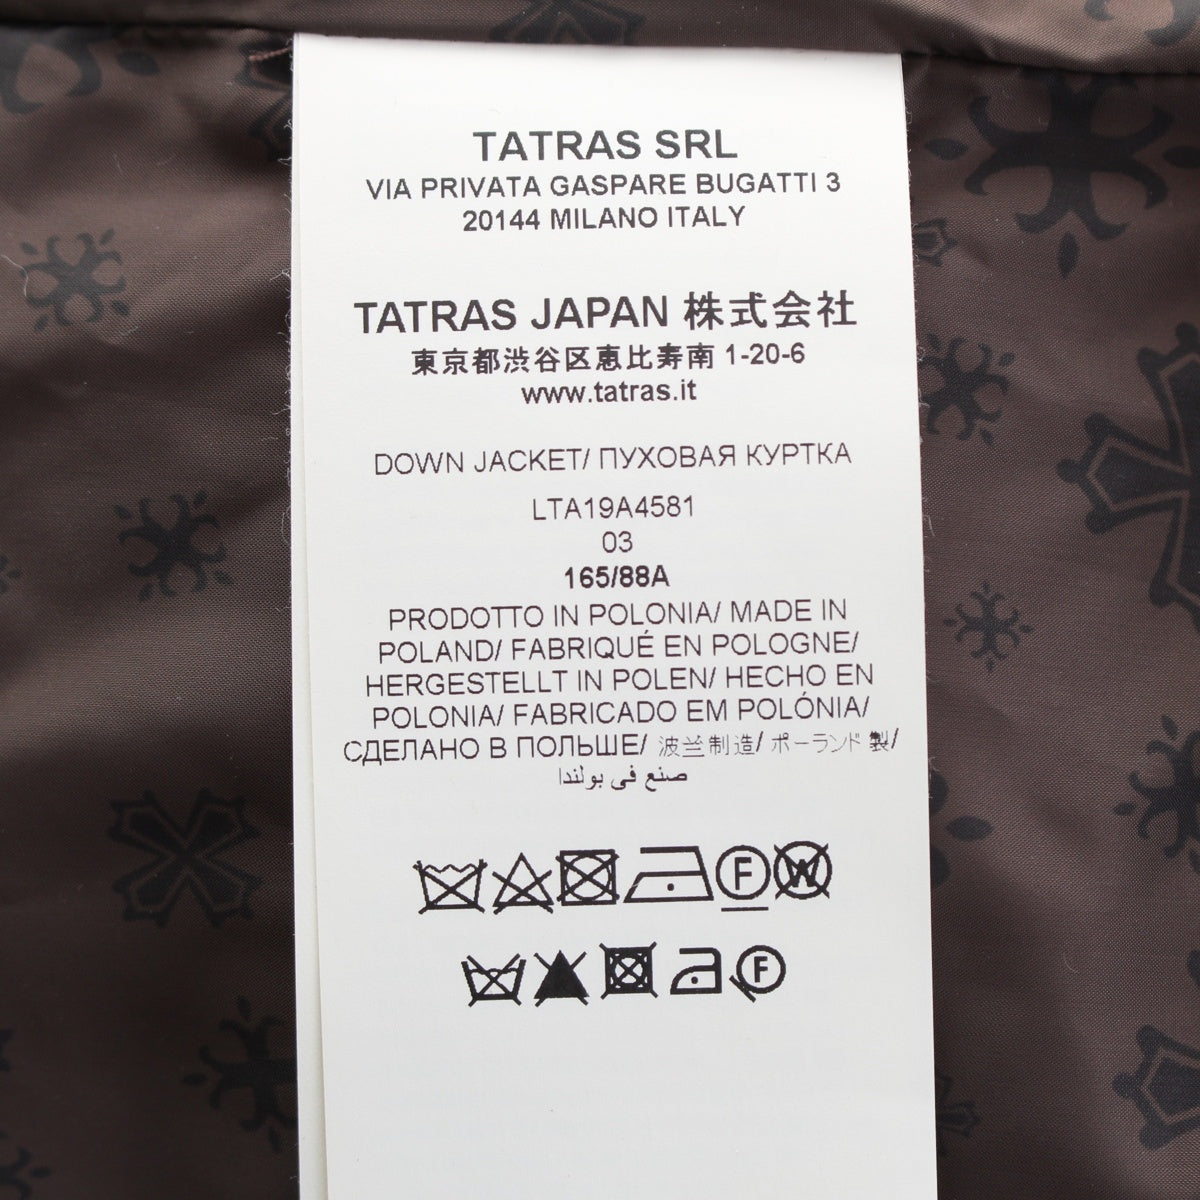 TATRAS SRL
VIA PRIVATA GASPARE BUGATTI 3
20144 MILANO ITALY
TATRAS JAPAN 株式会社
東京都渋谷区恵比寿南 1-20-6
www.tatras.it
DOWN JACKET/ ПУХОВАЯ КУРТКА
LTA19A4581
03
165/88A
PRODOTTO IN POLONIA/ MADE IN
POLAND/ FABRIQUÉ EN POLOGNE/
HERGESTELLT IN POLEN/ HECHO EN
POLONIA/ FABRICADO EM POLÓNIA/
СДЕЛАНО В ПОЛЬШЕ/ 波兰制造/ ポーランド製/
صنع في بولندا
F W
F